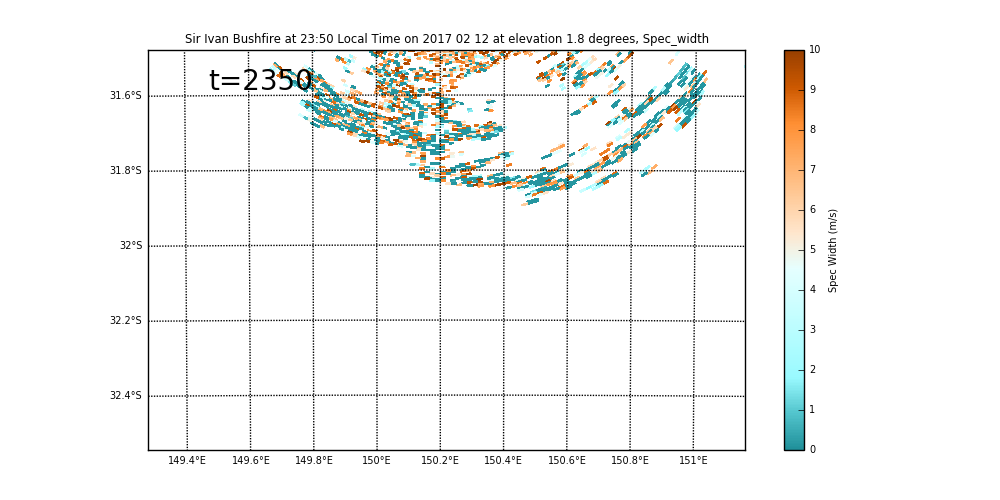 Sir Ivan Bushfire at 23:50 Local Time on 2017 02 12 at elevation 1.8 degrees, Spec_width
t=2350
31.6°S
31.8°S
32°S
32.2°S
32.4°S
149.4°E 149.6°E 149.8°E 150°E 150.2°E 150.4°E 150.6°E 150.8°E 151°E
10
9
8
7
6
5
4
3
2
1
0
Spec Width (m/s)